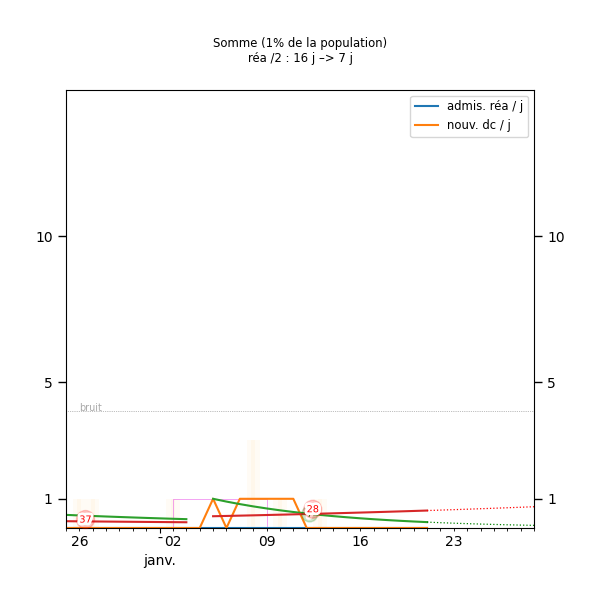 Somme (1% de la population)
réa /2 : 16 j –> 7 j
admis. réa / j
nouv. dc / j
10
10
5
5
bruit
1
1
37
28
26
02
09
16
23
janv.